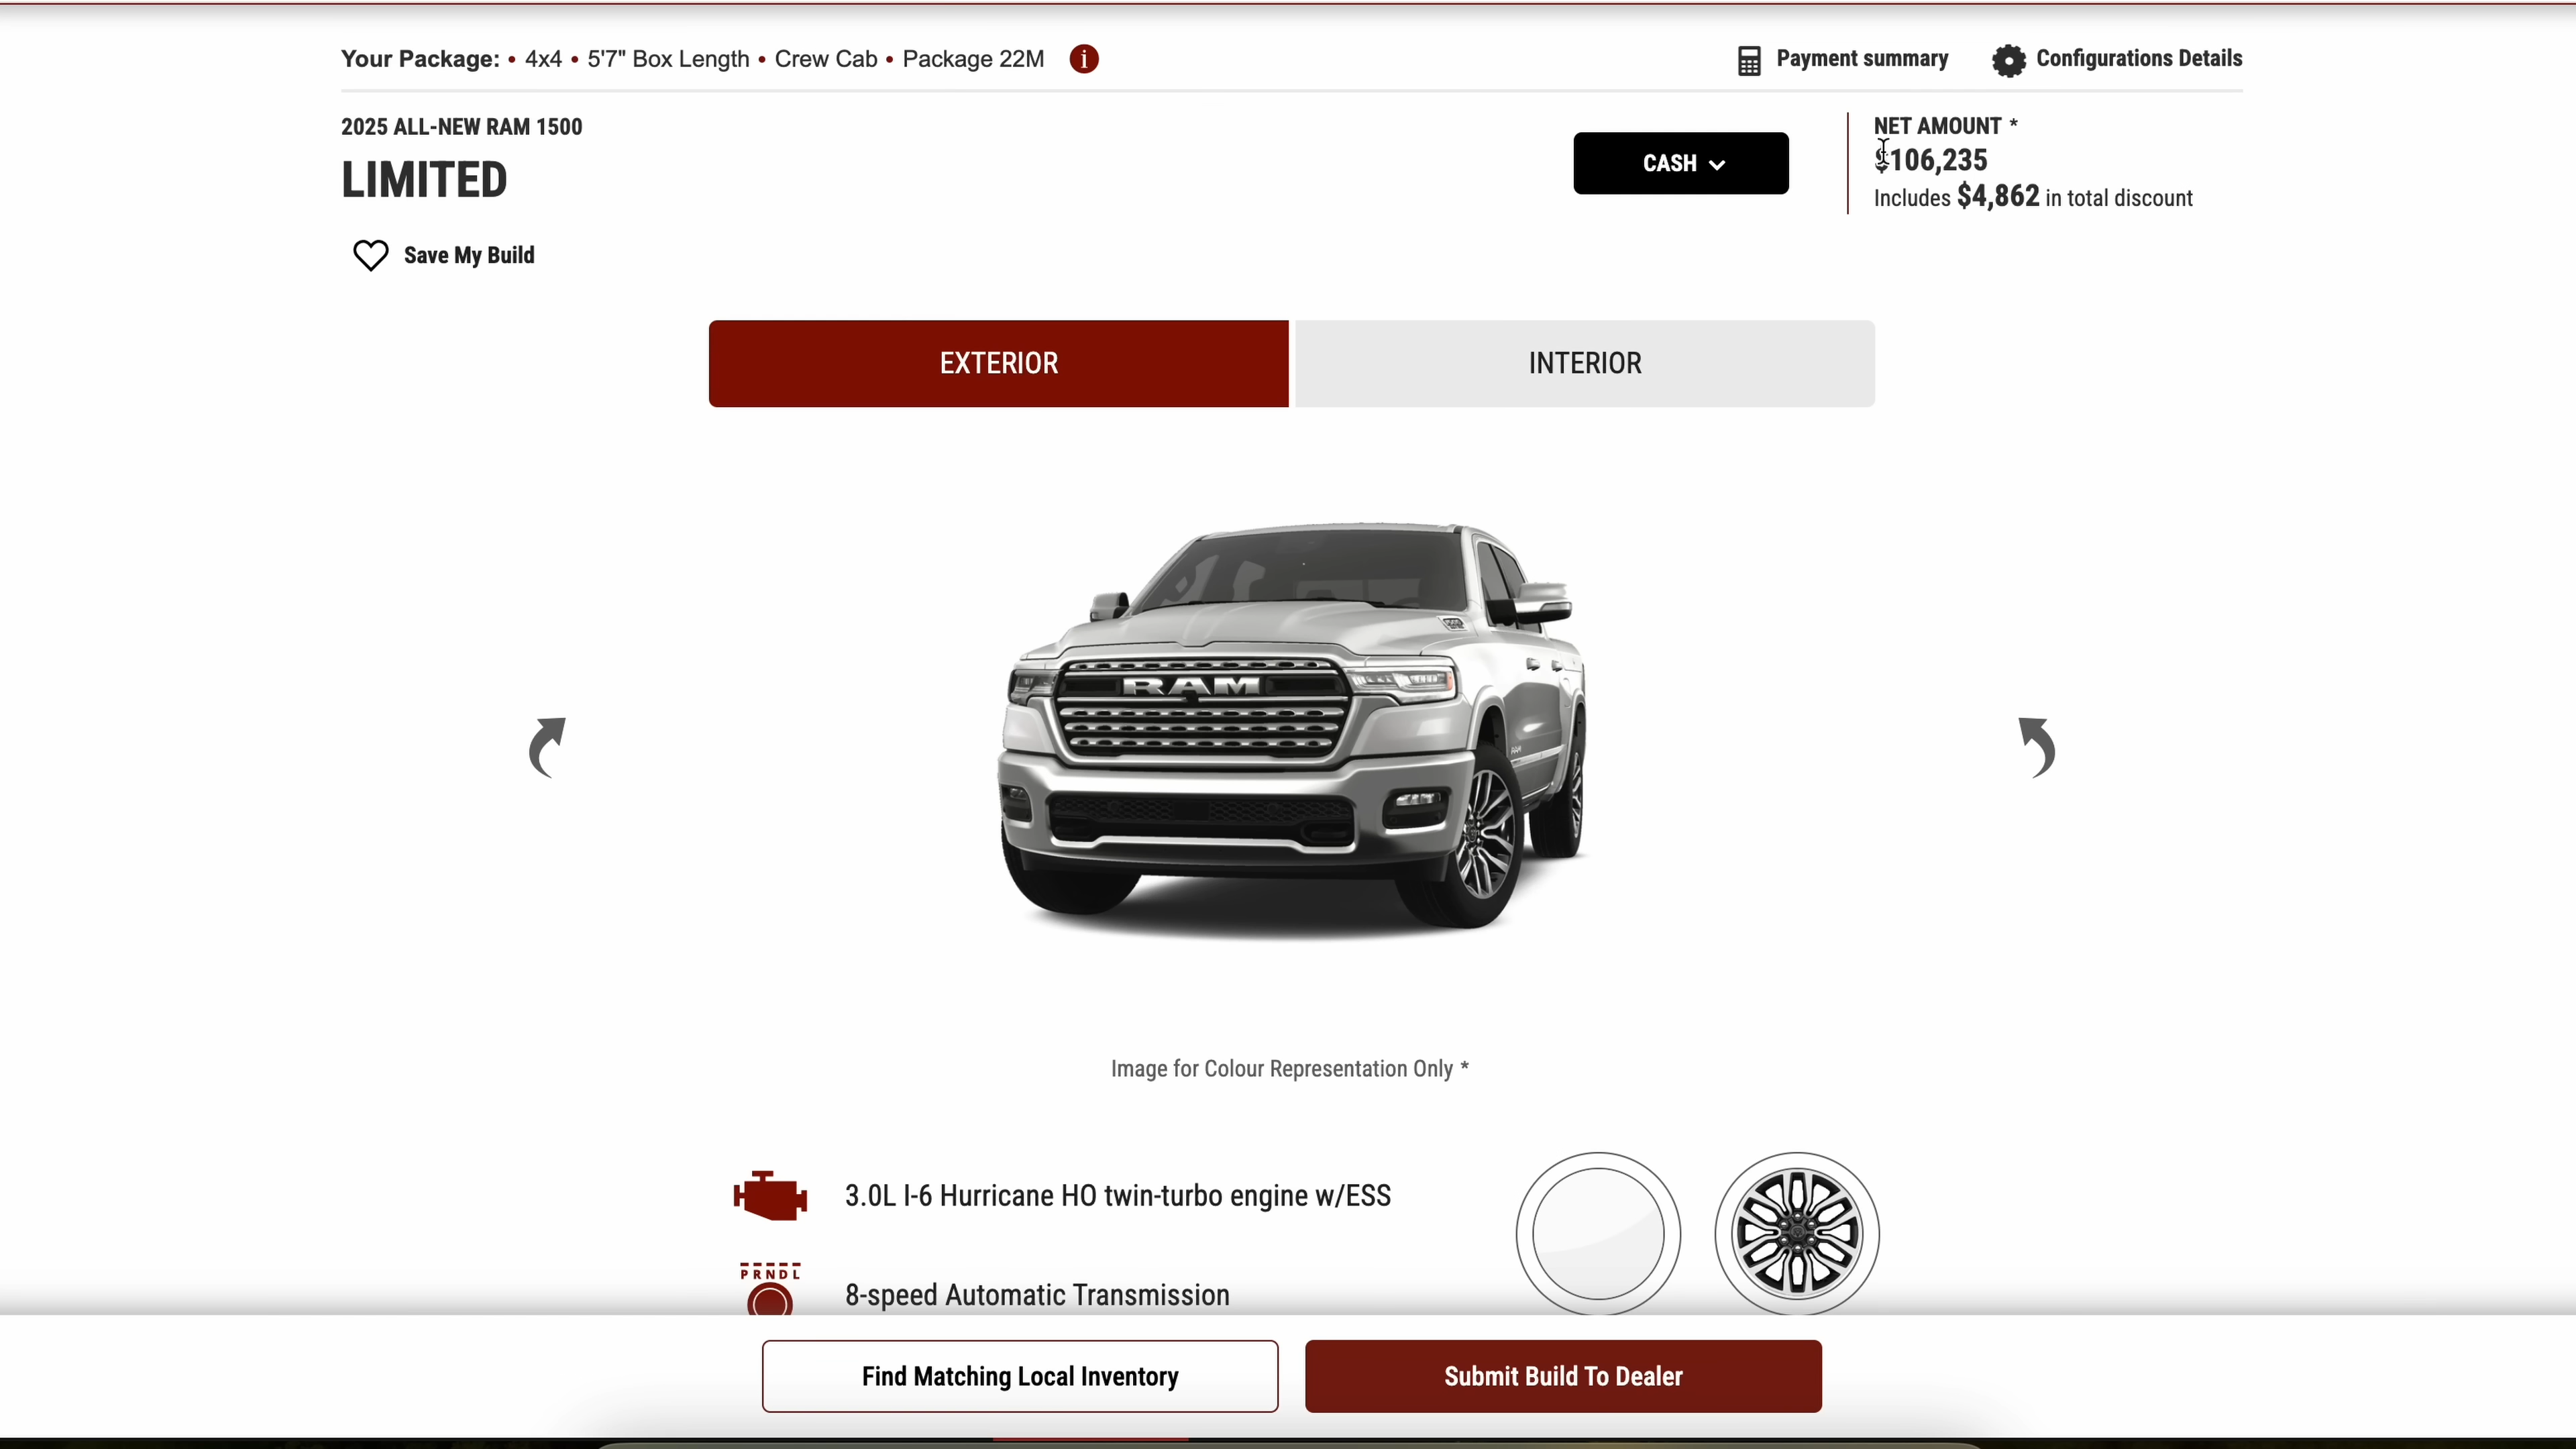 Your Package: • 4x4 • 5'7" Box Length • Crew Cab • Package 22M i
Payment summary
Configurations Details
2025 ALL-NEW RAM 1500
LIMITED
CASH
NET AMOUNT *
$106,235
Includes $4,862 in total discount
Save My Build
EXTERIOR
INTERIOR
RAM
Image for Colour Representation Only *
3.0L I-6 Hurricane HO twin-turbo engine w/ESS
PRNDL
8-speed Automatic Transmission
Find Matching Local Inventory
Submit Build To Dealer